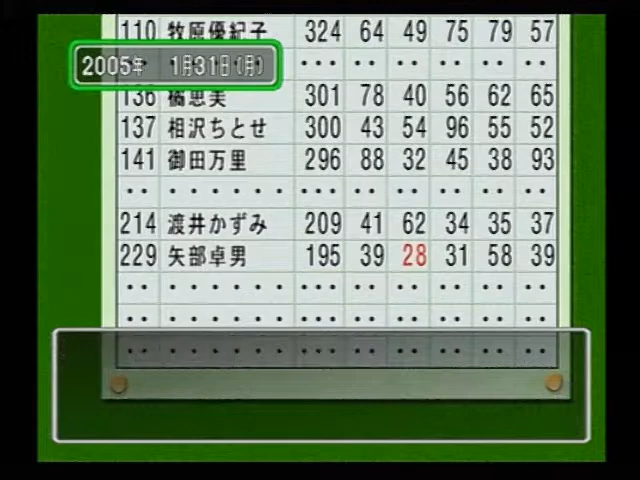 110 牧原優紀子 324 64 49 75 79 57
2005年 1月31日(月)
136 橘恵美 301 78 40 56 62 65
137 相沢ちとせ 300 43 54 96 55 52
141 御田万里 296 88 32 45 38 93
‥ ‥‥‥ … ‥ ‥ ‥ ‥ ‥
214 渡井かずみ 209 41 62 34 35 37
229 矢部卓男 195 39 28 31 58 39
‥ ‥‥‥ … ‥ ‥ ‥ ‥ ‥
‥ ‥‥‥ … ‥ ‥ ‥ ‥ ‥
‥ ‥‥‥ … ‥ ‥ ‥ ‥ ‥